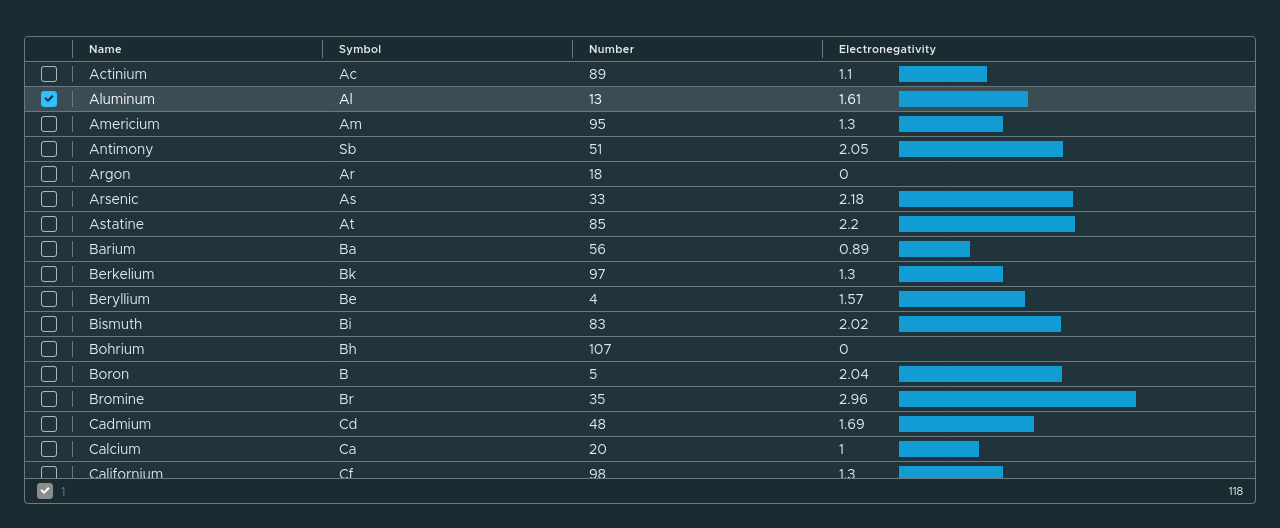 Name Symbol Number Electronegativity
Actinium Ac 89 1.1
Aluminum Al 13 1.61
Americium Am 95 1.3
Antimony Sb 51 2.05
Argon Ar 18 0
Arsenic As 33 2.18
Astatine At 85 2.2
Barium Ba 56 0.89
Berkelium Bk 97 1.3
Beryllium Be 4 1.57
Bismuth Bi 83 2.02
Bohrium Bh 107 0
Boron B 5 2.04
Bromine Br 35 2.96
Cadmium Cd 48 1.69
Calcium Ca 20 1
Californium Cf 98 1.3
1 118